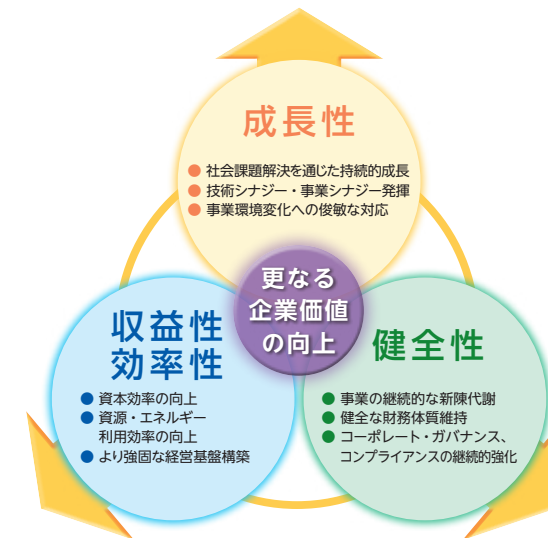 成長性
● 社会課題解決を通じた持続的成長
● 技術シナジー・事業シナジー発揮
● 事業環境変化への俊敏な対応
更なる
企業価値
の向上
収益性
効率性
● 資本効率の向上
● 資源・エネルギー
利用効率の向上
● より強固な経営基盤構築
健全性
● 事業の継続的な新陳代謝
● 健全な財務体質維持
● コーポレート・ガバナンス、
コンプライアンスの継続的強化